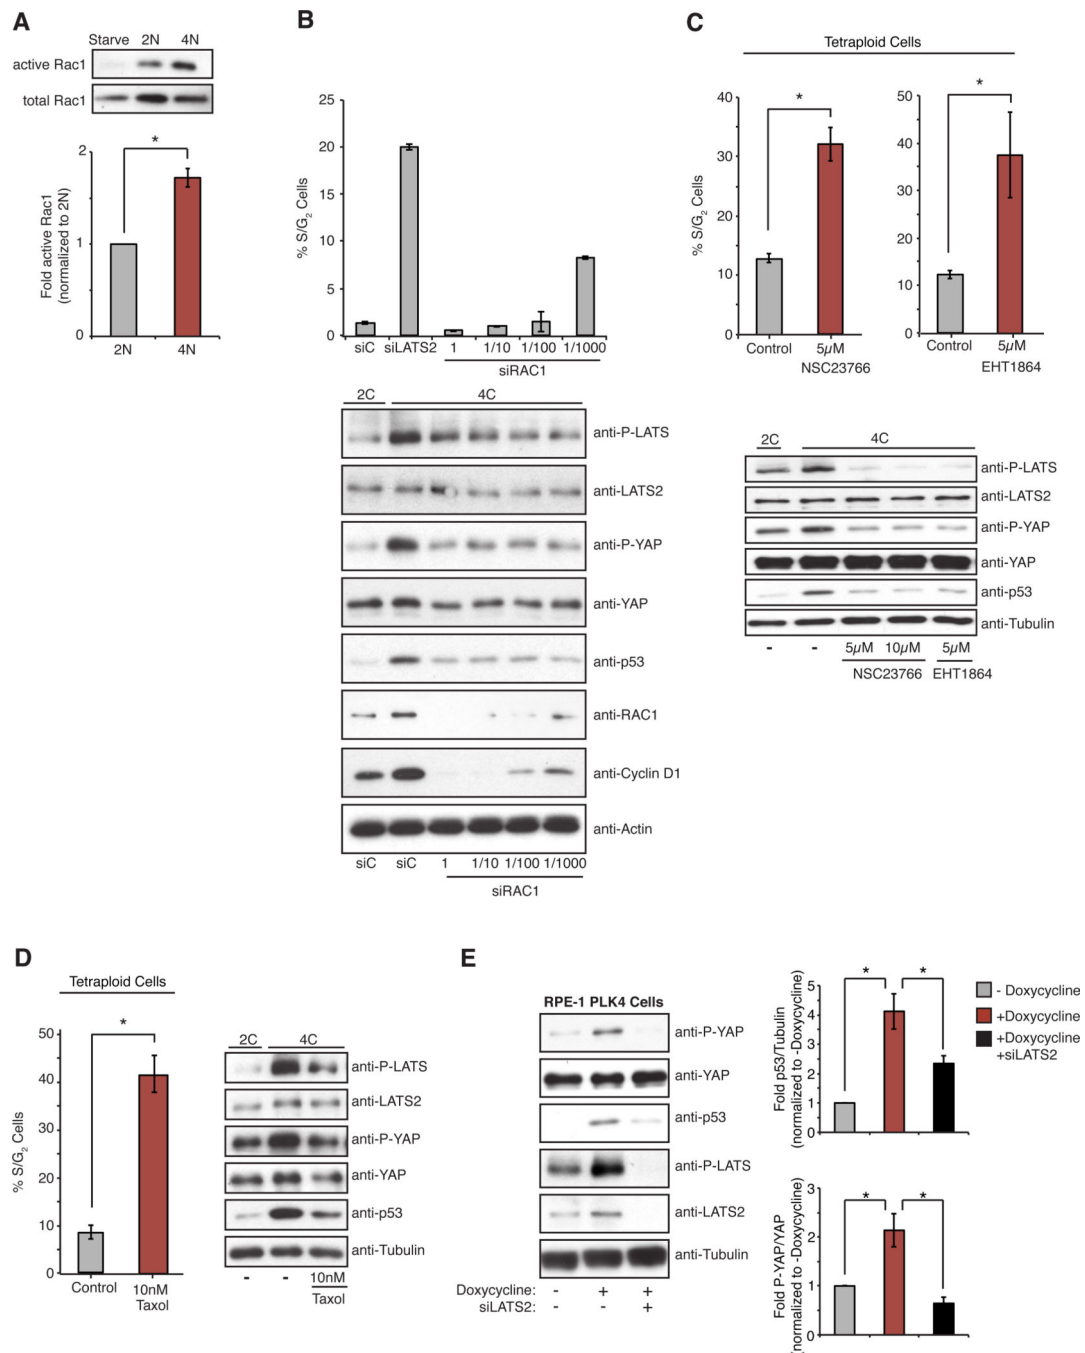 A
Starve 2N 4N
active Rac1
total Rac1
*
2
1
0
Fold active Rac1
(normalized to 2N)
2N 4N
B
25
20
15
10
5
0
% S/G2 Cells
siC siLATS2 1 1/10 1/100 1/1000
siRAC1
2C 4C
anti-P-LATS
anti-LATS2
anti-P-YAP
anti-YAP
anti-p53
anti-RAC1
anti-Cyclin D1
anti-Actin
siC siC 1 1/10 1/100 1/1000
siRAC1
C
Tetraploid Cells
*
40
30
20
10
0
% S/G2 Cells
Control 5µM
NSC23766
*
50
40
30
20
10
0
Control 5µM
EHT1864
2C 4C
anti-P-LATS
anti-LATS2
anti-P-YAP
anti-YAP
anti-p53
anti-Tubulin
- - 5µM 10µM 5µM
NSC23766 EHT1864
D
Tetraploid Cells
*
50
40
30
20
10
0
% S/G2 Cells
Control 10nM
Taxol
2C 4C
anti-P-LATS
anti-LATS2
anti-P-YAP
anti-YAP
anti-p53
anti-Tubulin
- - 10nM
Taxol
E
RPE-1 PLK4 Cells
anti-P-YAP
anti-YAP
anti-p53
anti-P-LATS
anti-LATS2
anti-Tubulin
Doxycycline: - + +
siLATS2: - - +
* *
5
4
3
2
1
0
Fold p53/Tubulin
(normalized to -Doxycycline)
- Doxycycline
+Doxycycline
+Doxycycline
+siLATS2
* *
3
2
1
0
Fold P-YAP/YAP
(normalized to -Doxycycline)